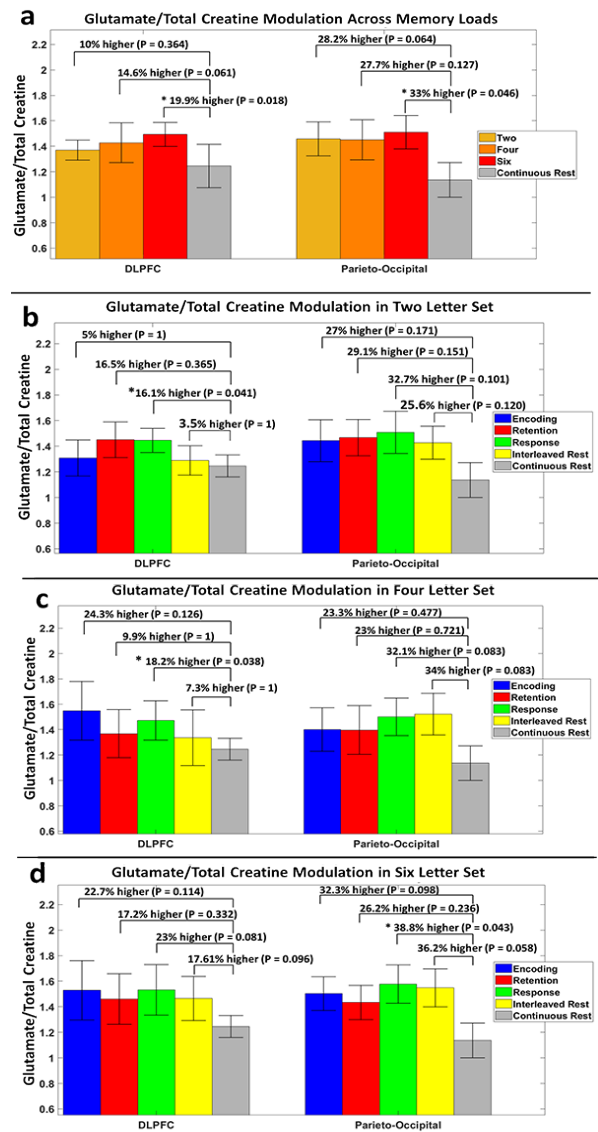 a
Glutamate/Total Creatine Modulation Across Memory Loads
Glutamate/Total Creatine
2.2
2
1.8
1.6
1.4
1.2
1
0.8
0.6
10% higher (P = 0.364)
14.6% higher (P = 0.061)
* 19.9% higher (P = 0.018)
28.2% higher (P = 0.064)
27.7% higher (P = 0.127)
* 33% higher (P = 0.046)
Two
Four
Six
Continuous Rest
DLPFC
Parieto-Occipital
b
Glutamate/Total Creatine Modulation in Two Letter Set
Glutamate/Total Creatine
2.2
2
1.8
1.6
1.4
1.2
1
0.8
0.6
5% higher (P = 1)
16.5% higher (P = 0.365)
*16.1% higher (P = 0.041)
3.5% higher (P = 1)
27% higher (P = 0.171)
29.1% higher (P = 0.151)
32.7% higher (P = 0.101)
25.6% higher (P = 0.120)
Encoding
Retention
Response
Interleaved Rest
Continuous Rest
DLPFC
Parieto-Occipital
c
Glutamate/Total Creatine Modulation in Four Letter Set
Glutamate/Total Creatine
2.2
2
1.8
1.6
1.4
1.2
1
0.8
0.6
24.3% higher (P = 0.126)
9.9% higher (P = 1)
* 18.2% higher (P = 0.038)
7.3% higher (P = 1)
23.3% higher (P = 0.477)
23% higher (P = 0.721)
32.1% higher (P = 0.083)
34% higher (P = 0.083)
Encoding
Retention
Response
Interleaved Rest
Continuous Rest
DLPFC
Parieto-Occipital
d
Glutamate/Total Creatine Modulation in Six Letter Set
Glutamate/Total Creatine
2.2
2
1.8
1.6
1.4
1.2
1
0.8
0.6
22.7% higher (P = 0.114)
17.2% higher (P = 0.332)
23% higher (P = 0.081)
17.61% higher (P = 0.096)
32.3% higher (P = 0.098)
26.2% higher (P = 0.236)
* 38.8% higher (P = 0.043)
36.2% higher (P = 0.058)
Encoding
Retention
Response
Interleaved Rest
Continuous Rest
DLPFC
Parieto-Occipital